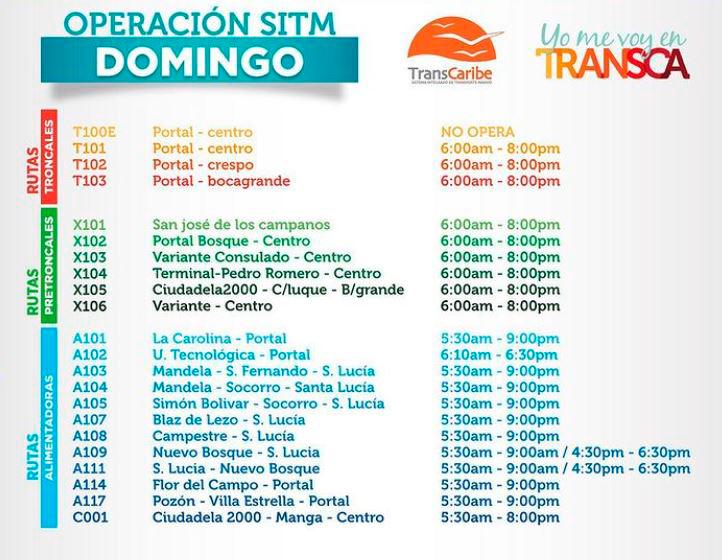 OPERACIÓN SITM
DOMINGO
TransCaribe
SISTEMA INTEGRADO DE TRANSPORTE MASIVO
Yo me voy en
TRANSCA
RUTAS
TRONCALES
T100E Portal - centro NO OPERA
T101 Portal - centro 6:00am - 8:00pm
T102 Portal - crespo 6:00am - 8:00pm
T103 Portal - bocagrande 6:00am - 8:00pm
RUTAS
PRETRONCALES
X101 San josé de los campanos 6:00am - 8:00pm
X102 Portal Bosque - Centro 6:00am - 8:00pm
X103 Variante Consulado - Centro 6:00am - 8:00pm
X104 Terminal-Pedro Romero - Centro 6:00am - 8:00pm
X105 Ciudadela2000 - C/luque - B/grande 6:00am - 8:00pm
X106 Variante - Centro 6:00am - 8:00pm
RUTAS
ALIMENTADORAS
A101 La Carolina - Portal 5:30am - 9:00pm
A102 U. Tecnológica - Portal 6:10am - 6:30pm
A103 Mandela - S. Fernando - S. Lucía 5:30am - 9:00pm
A104 Mandela - Socorro - Santa Lucía 5:30am - 9:00pm
A105 Simón Bolivar - Socorro - S. Lucía 5:30am - 9:00pm
A107 Blaz de Lezo - S. Lucía 5:30am - 9:00pm
A108 Campestre - S. Lucía 5:30am - 9:00pm
A109 Nuevo Bosque - S. Lucia 5:30am - 9:00am / 4:30pm - 6:30pm
A111 S. Lucia - Nuevo Bosque 5:30am - 9:00am / 4:30pm - 6:30pm
A114 Flor del Campo - Portal 5:30am - 9:00pm
A117 Pozón - Villa Estrella - Portal 5:30am - 9:00pm
C001 Ciudadela 2000 - Manga - Centro 5:30am - 8:00pm